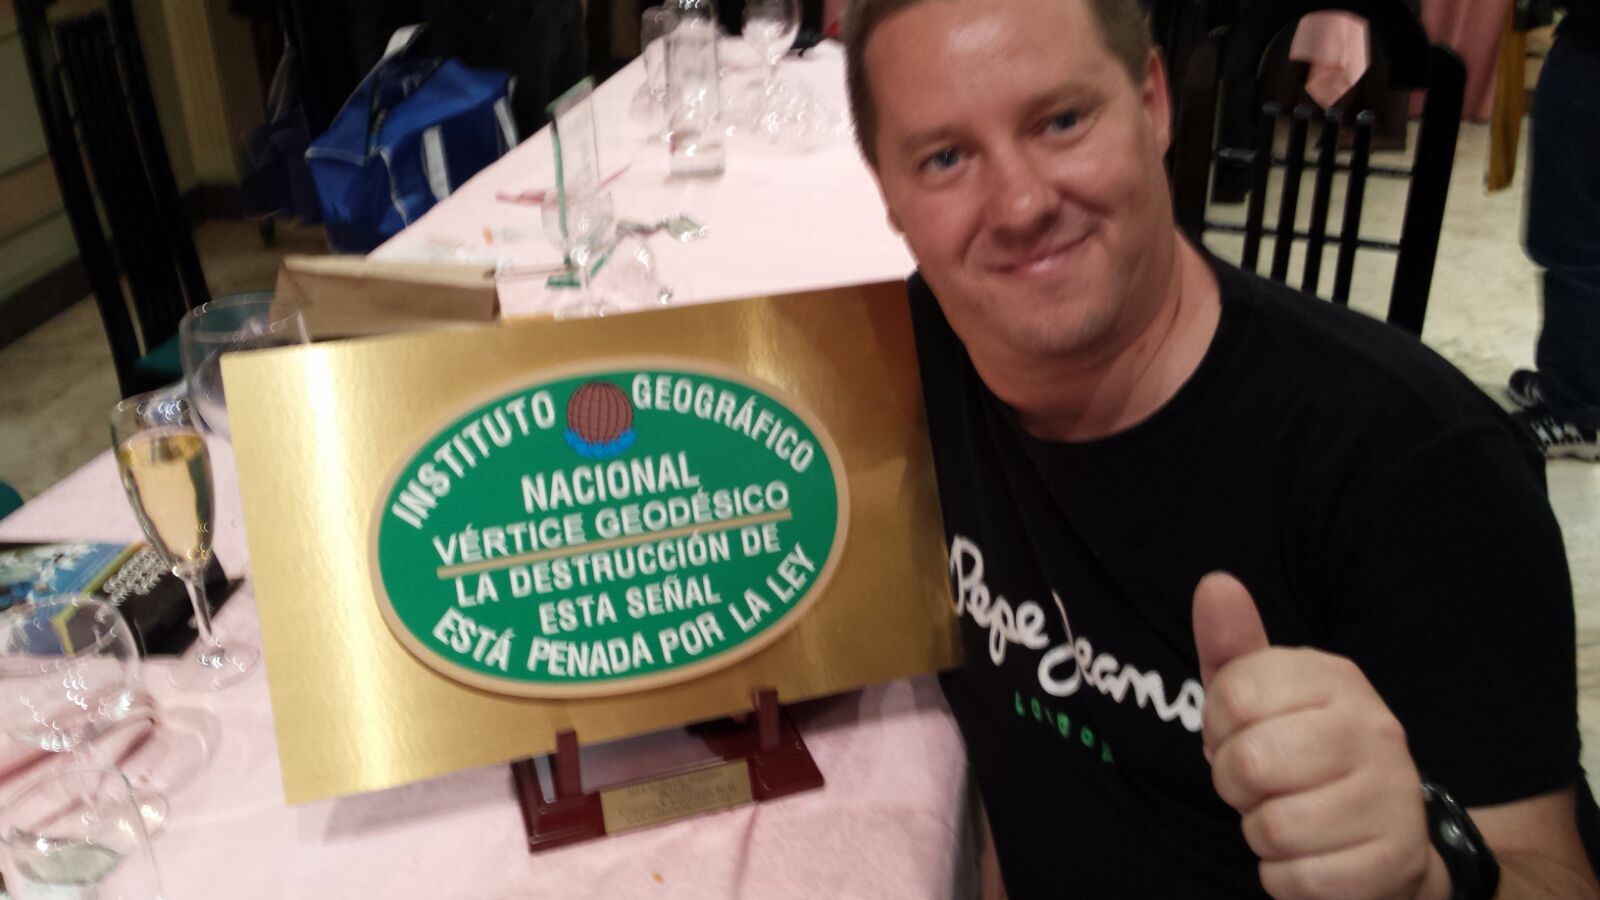 INSTITUTO GEOGRÁFICO
NACIONAL
VÉRTICE GEODÉSICO
LA DESTRUCCIÓN DE
ESTA SEÑAL
ESTÁ PENADA POR LA LEY
Pepe Jeans